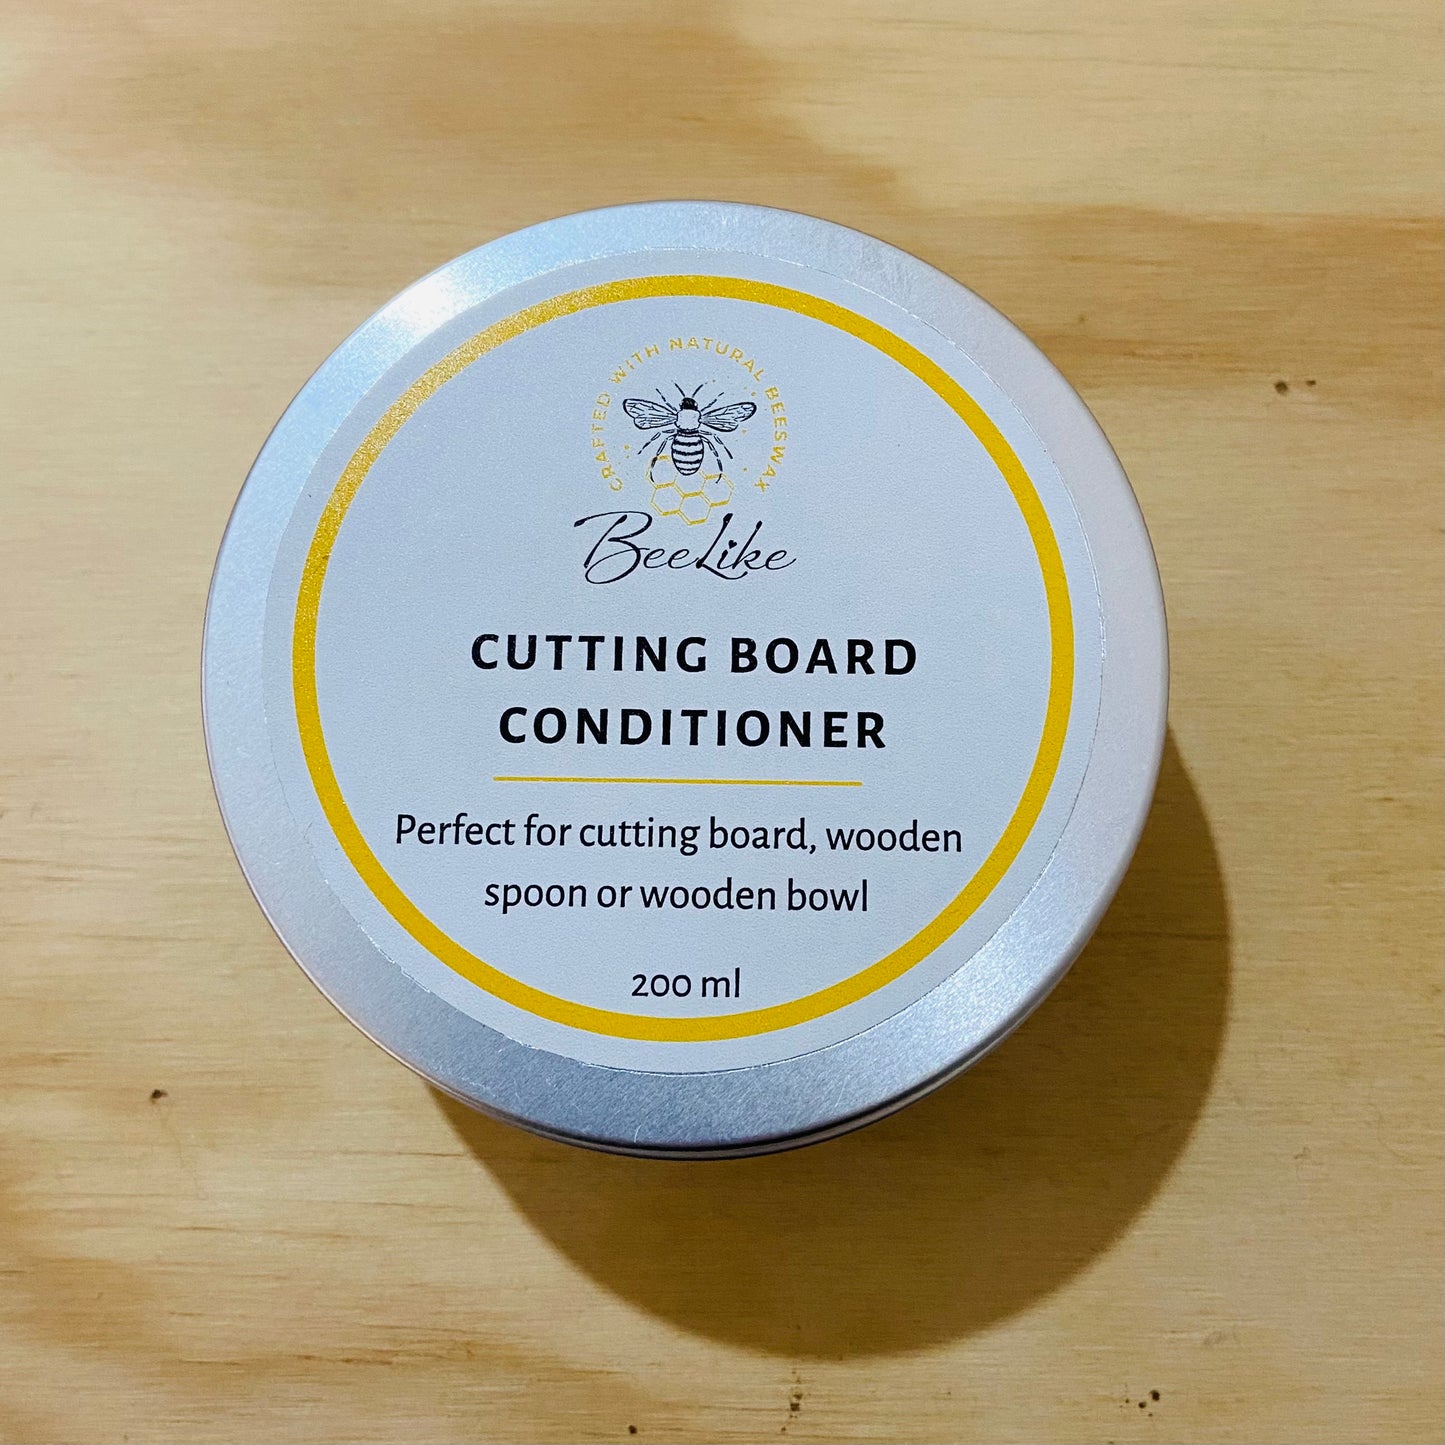 CRAFTED WITH NATURAL BEESWAX
BeeLike
CUTTING BOARD
CONDITIONER
Perfect for cutting board, wooden
spoon or wooden bowl
200 ml